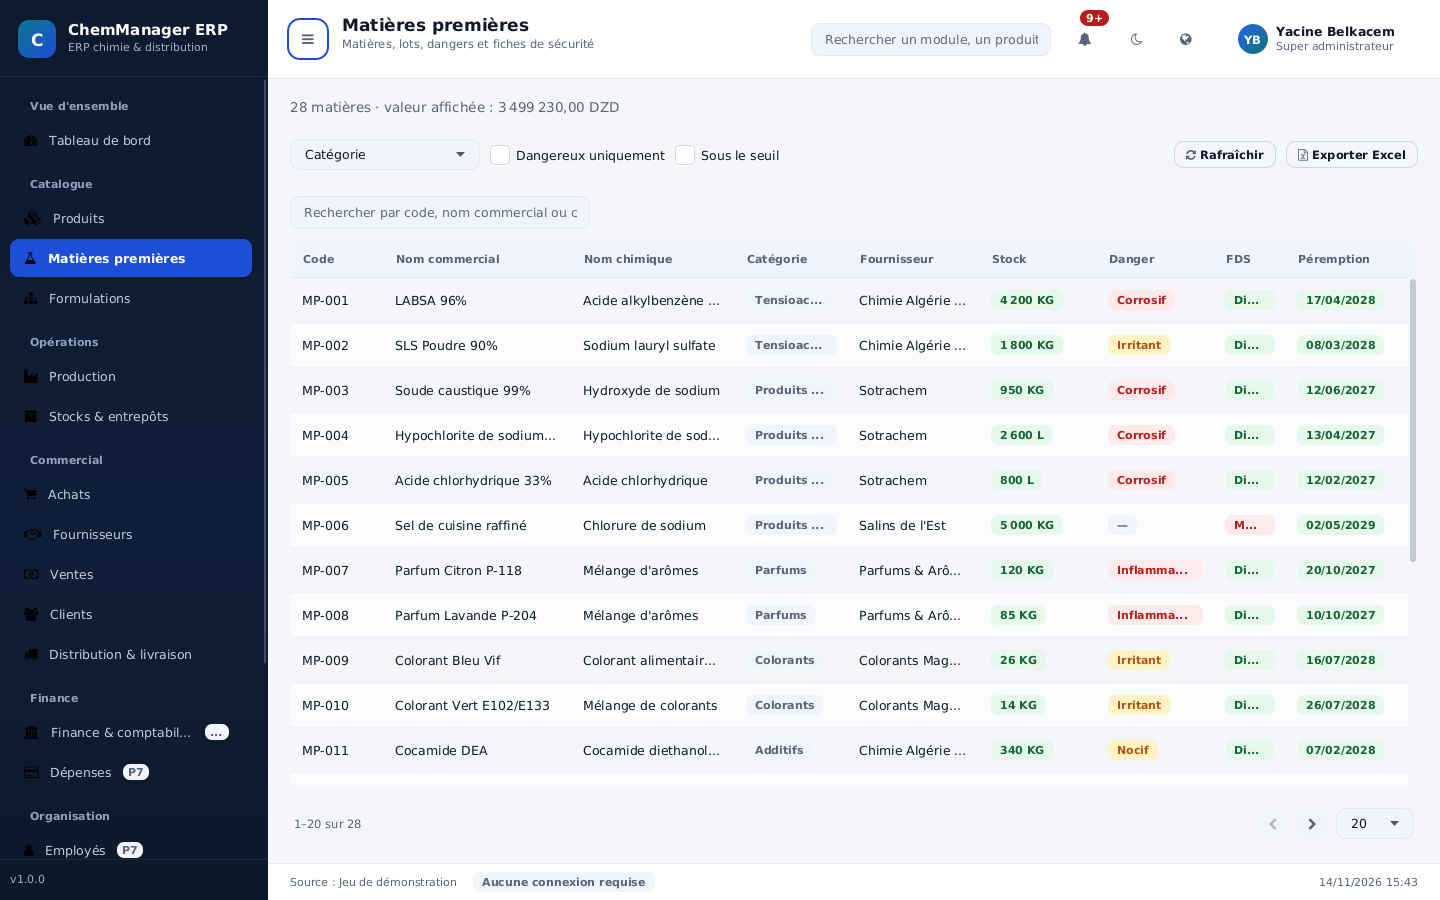 C
ChemManager ERP
ERP chimie & distribution
Vue d'ensemble
Tableau de bord
Catalogue
Produits
Matières premières
Formulations
Opérations
Production
Stocks & entrepôts
Commercial
Achats
Fournisseurs
Ventes
Clients
Distribution & livraison
Finance
Finance & comptabil... ...
Dépenses P7
Organisation
Employés P7
v1.0.0
Matières premières
Matières, lots, dangers et fiches de sécurité
Rechercher un module, un produit
9+
YB
Yacine Belkacem
Super administrateur
28 matières · valeur affichée : 3 499 230,00 DZD
Catégorie
Dangereux uniquement
Sous le seuil
Rafraîchir
Exporter Excel
Rechercher par code, nom commercial ou c
Code Nom commercial Nom chimique Catégorie Fournisseur Stock Danger FDS Péremption
MP-001 LABSA 96% Acide alkylbenzène ... Tensioac... Chimie Algérie ... 4 200 KG Corrosif Di... 17/04/2028
MP-002 SLS Poudre 90% Sodium lauryl sulfate Tensioac... Chimie Algérie ... 1 800 KG Irritant Di... 08/03/2028
MP-003 Soude caustique 99% Hydroxyde de sodium Produits ... Sotrachem 950 KG Corrosif Di... 12/06/2027
MP-004 Hypochlorite de sodium... Hypochlorite de sod... Produits ... Sotrachem 2 600 L Corrosif Di... 13/04/2027
MP-005 Acide chlorhydrique 33% Acide chlorhydrique Produits ... Sotrachem 800 L Corrosif Di... 12/02/2027
MP-006 Sel de cuisine raffiné Chlorure de sodium Produits ... Salins de l'Est 5 000 KG — M... 02/05/2029
MP-007 Parfum Citron P-118 Mélange d'arômes Parfums Parfums & Arô... 120 KG Inflamma... Di... 20/10/2027
MP-008 Parfum Lavande P-204 Mélange d'arômes Parfums Parfums & Arô... 85 KG Inflamma... Di... 10/10/2027
MP-009 Colorant Bleu Vif Colorant alimentair... Colorants Colorants Mag... 26 KG Irritant Di... 16/07/2028
MP-010 Colorant Vert E102/E133 Mélange de colorants Colorants Colorants Mag... 14 KG Irritant Di... 26/07/2028
MP-011 Cocamide DEA Cocamide diethanol... Additifs Chimie Algérie ... 340 KG Nocif Di... 07/02/2028
1–20 sur 28
20
Source : Jeu de démonstration
Aucune connexion requise
14/11/2026 15:43